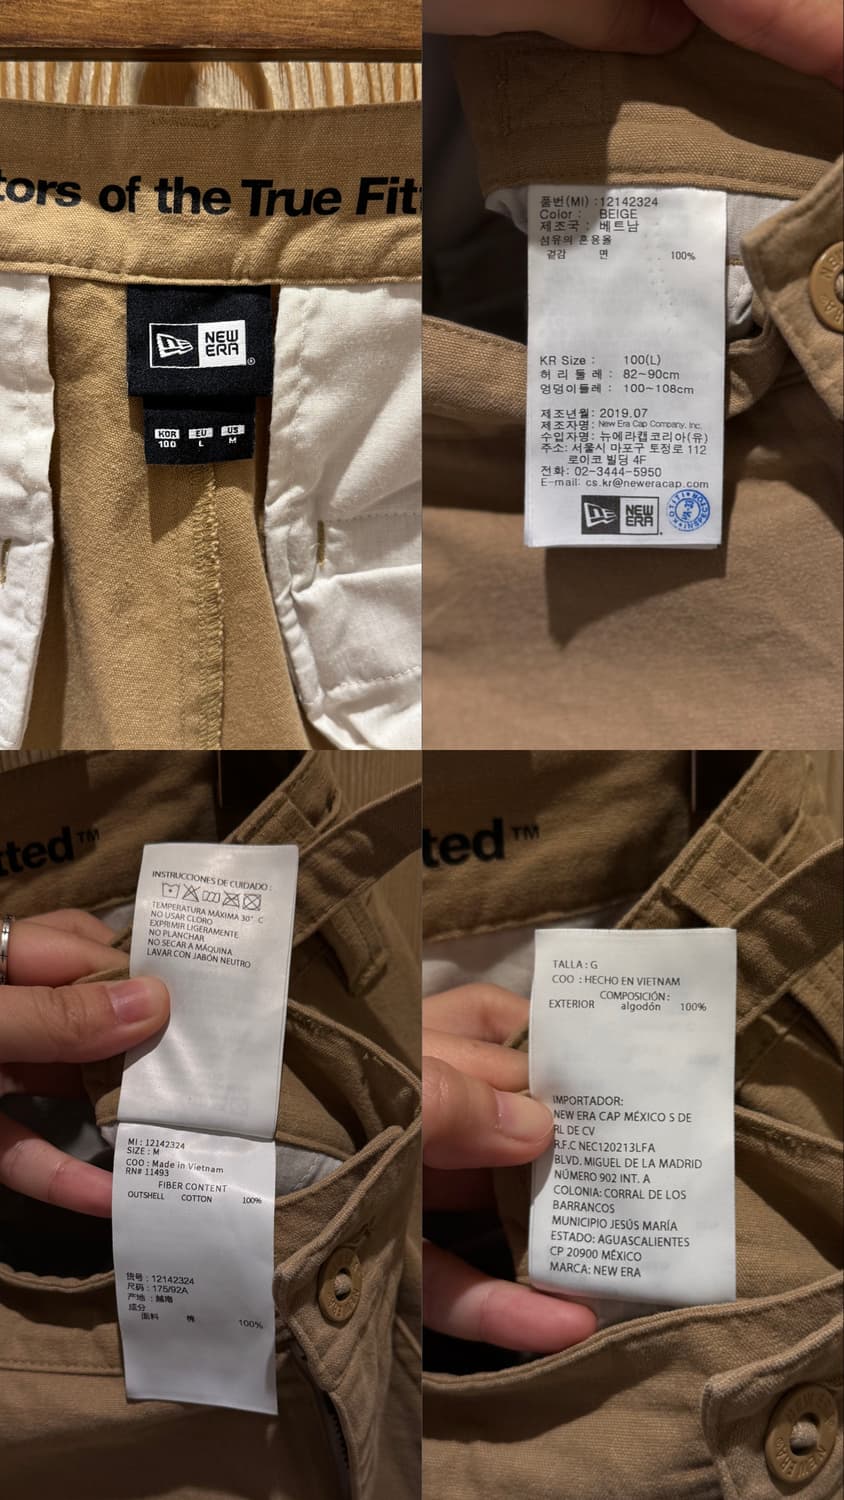 tors of the True Fitt
NEW
ERA
®
KOR EU US
100 L M
품번(MI) :12142324
Color : BEIGE
제조국 : 베트남
섬유의 혼용율
겉감 면 100%
KR Size : 100(L)
허 리 둘 레 : 82~90cm
엉덩이둘레 : 100~108cm
제조년월: 2019.07
제조자명: New Era Cap Company, Inc.
수입자명: 뉴에라캡코리아(유)
주소: 서울시 마포구 토정로 112
로이코 빌딩 4F
전화: 02-3444-5950
E-mail: cs.kr@neweracap.com
NEW
ERA
tted™
INSTRUCCIONES DE CUIDADO :
TEMPERATURA MÁXIMA 30° C
NO USAR CLORO
EXPRIMIR LIGERAMENTE
NO PLANCHAR
NO SECAR A MÁQUINA
LAVAR CON JABÓN NEUTRO
MI : 12142324
SIZE : M
COO : Made in Vietnam
RN# 11493
FIBER CONTENT
OUTSHELL COTTON 100%
货号 : 12142324
尺码 : 175/92A
产地 : 越南
成分
面料 棉 100%
ted™
TALLA : G
COO : HECHO EN VIETNAM
COMPOSICIÓN :
EXTERIOR algodón 100%
IMPORTADOR:
NEW ERA CAP MÉXICO S DE
RL DE CV
R.F.C NEC120213LFA
BLVD. MIGUEL DE LA MADRID
NÚMERO 902 INT. A
COLONIA: CORRAL DE LOS
BARRANCOS
MUNICIPIO JESÚS MARÍA
ESTADO: AGUASCALIENTES
CP 20900 MÉXICO
MARCA: NEW ERA
NEW ERA